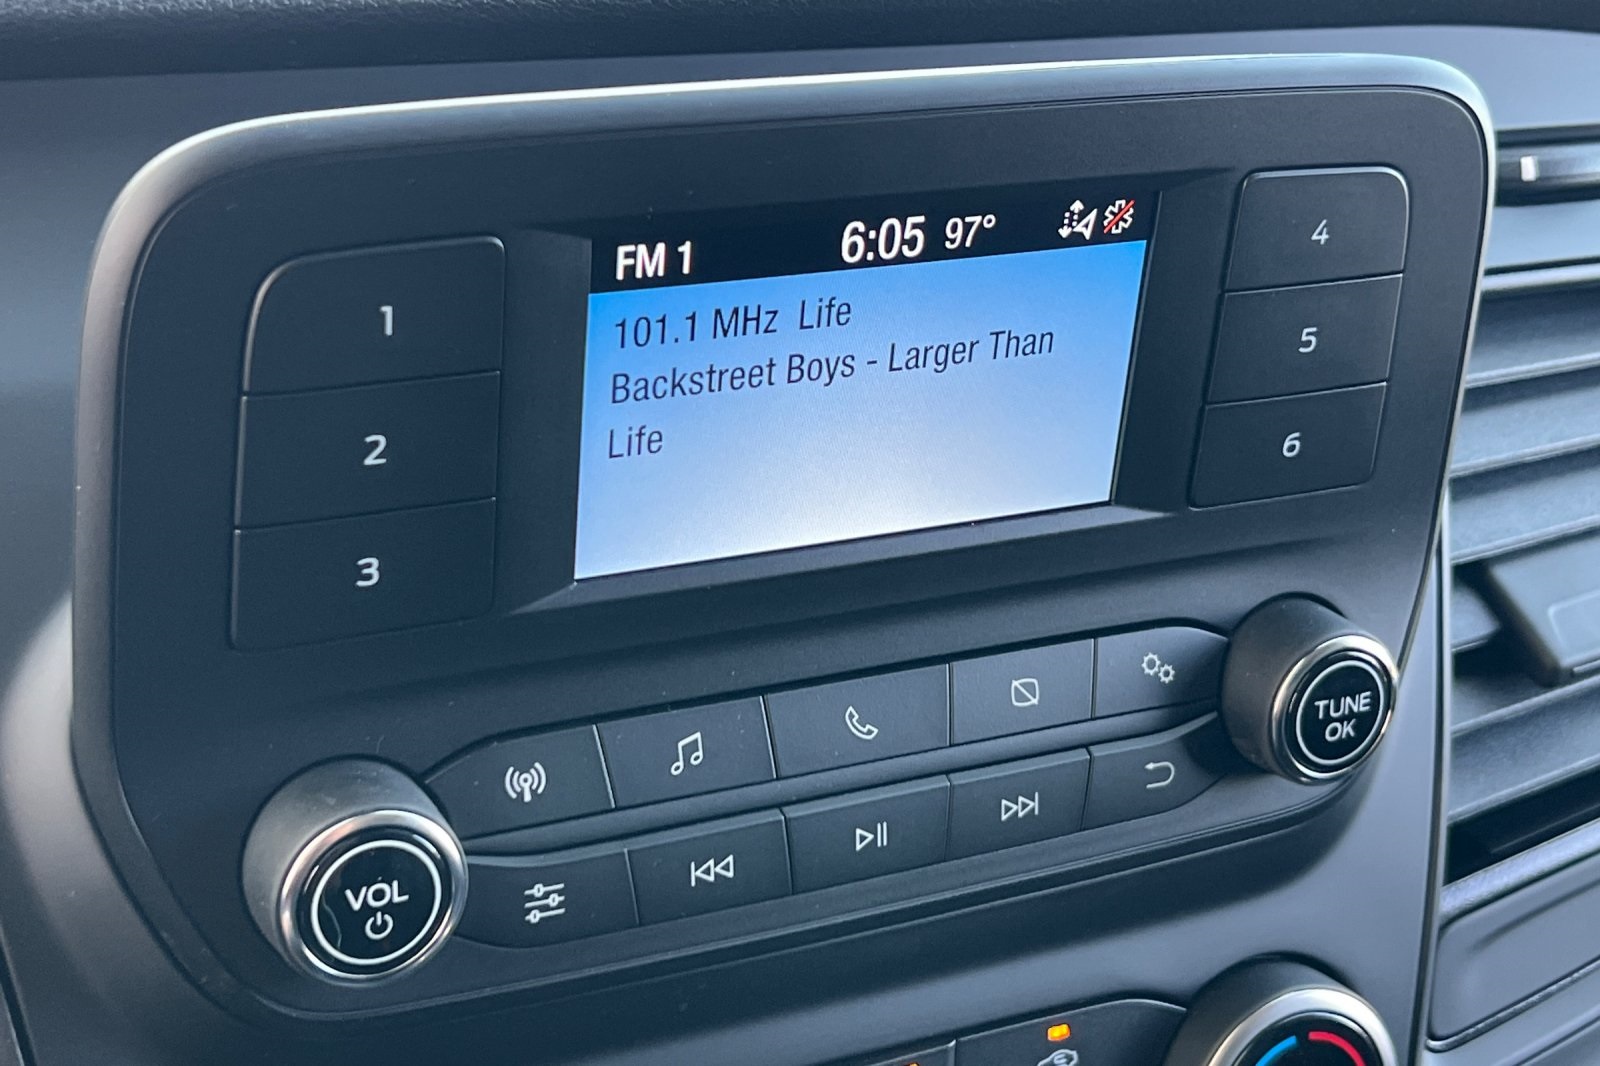 FM 1 6:05 97°
101.1 MHz Life
Backstreet Boys - Larger Than
Life
1
2
3
4
5
6
VOL
TUNE
OK